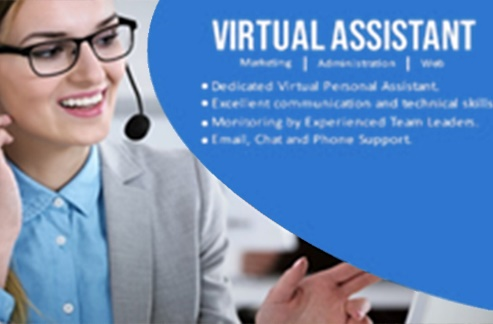 VIRTUAL ASSISTANT
Marketing | Administration | Web
Dedicated Virtual Personal Assistant.
Excellent communication and technical skills
Monitoring by Experienced Team Leaders.
Email, Chat and Phone Support.